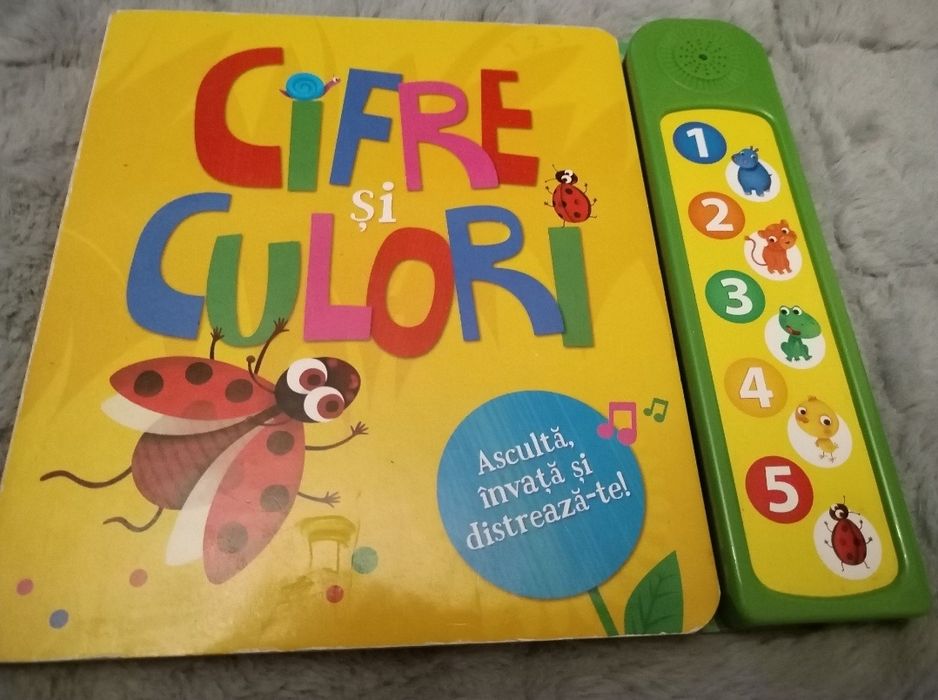 CiFRE
și
CULORi
Ascultă,
învață și
distrează-te!
1
2
3
4
5